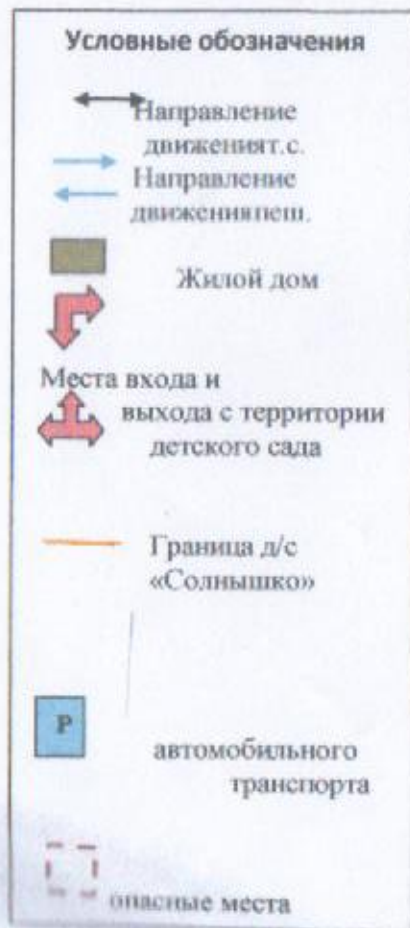 Условные обозначения
Направление
движеният.с.
Направление
движенияпеш.
Жилой дом
Места входа и
выхода с территории
детского сада
Граница д/с
«Солнышко»
P
автомобильного
транспорта
опасные места